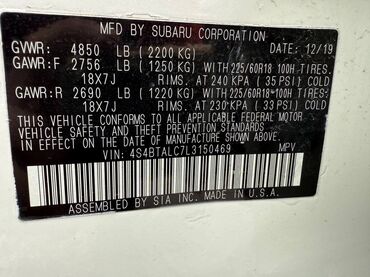 MFD BY SUBARU CORPORATION DATE: 12/19
GVWR: 4850 LB (2200 KG)
GAWR:F 2756 LB (1250 KG) WITH 225/60R18 100H TIRES,
18X7J RIMS. AT 240 KPA ( 35 PSI) COLD
GAWR:R 2690 LB (1220 KG) WITH 225/60R18 100H TIRES,
18X7J RIMS. AT 230 KPA ( 33 PSI) COLD
THIS VEHICLE CONFORMS TO ALL APPLICABLE FEDERAL MOTOR
VEHICLE SAFETY AND THEFT PREVENTION STANDARDS
IN EFFECT ON THE DATE OF MANUFACTURE SHOWN ABOVE.
VIN: 4S4BTALC7L3150469 MPV
ASSEMBLED BY SIA INC. MADE IN U.S.A.